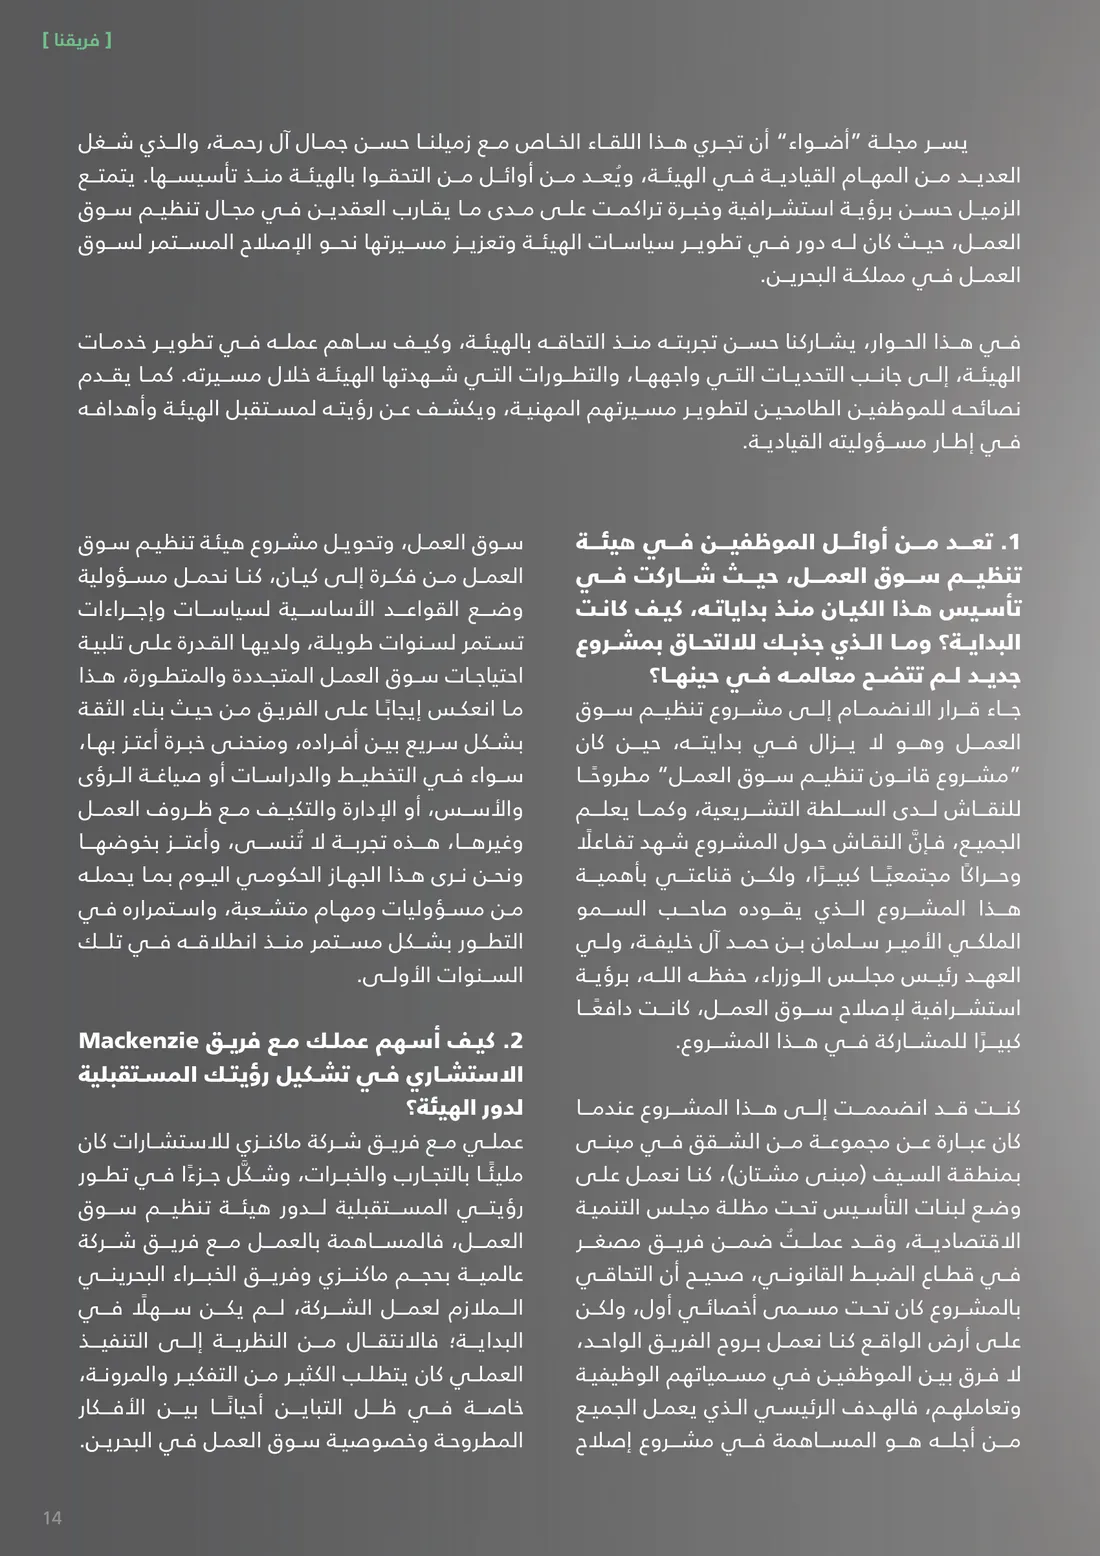 [ فريقنا ]
يسر مجلة ”أضواء“ أن تجري هذا اللقاء الخاص مع زميلنا حسن جمال آل رحمة، والذي شغل
العديد من المهام القيادية في الهيئة، ويُعد من أوائل من التحقوا بالهيئة منذ تأسيسها. يتمتع
الزميل حسن برؤية استشرافية وخبرة تراكمت على مدى ما يقارب العقدين في مجال تنظيم سوق
العمل، حيث كان له دور في تطوير سياسات الهيئة وتعزيز مسيرتها نحو الإصلاح المستمر لسوق
العمل في مملكة البحرين.
في هذا الحوار، يشاركنا حسن تجربته منذ التحاقه بالهيئة، وكيف ساهم عمله في تطوير خدمات
الهيئة، إلى جانب التحديات التي واجهها، والتطورات التي شهدتها الهيئة خلال مسيرته. كما يقدم
نصائحه للموظفين الطامحين لتطوير مسيرتهم المهنية، ويكشف عن رؤيته لمستقبل الهيئة وأهدافه
في إطار مسؤوليته القيادية.
1. تعد من أوائل الموظفين في هيئة
تنظيم سوق العمل، حيث شاركت في
تأسيس هذا الكيان منذ بداياته، كيف كانت
البداية؟ وما الذي جذبك للالتحاق بمشروع
جديد لم تتضح معالمه في حينها؟
جاء قرار الانضمام إلى مشروع تنظيم سوق
العمل وهو لا يزال في بدايته، حين كان
”مشروع قانون تنظيم سوق العمل“ مطروحًا
للنقاش لدى السلطة التشريعية، وكما يعلم
الجميع، فإنَّ النقاش حول المشروع شهد تفاعلًا
وحراكًا مجتمعيًا كبيرًا، ولكن قناعتي بأهمية
هذا المشروع الذي يقوده صاحب السمو
الملكي الأمير سلمان بن حمد آل خليفة، ولي
العهد رئيس مجلس الوزراء، حفظه الله، برؤية
استشرافية لإصلاح سوق العمل، كانت دافعًا
كبيرًا للمشاركة في هذا المشروع.
كنت قد انضممت إلى هذا المشروع عندما
كان عبارة عن مجموعة من الشقق في مبنى
بمنطقة السيف (مبنى مشتان)، كنا نعمل على
وضع لبنات التأسيس تحت مظلة مجلس التنمية
الاقتصادية، وقد عملتُ ضمن فريق مصغر
في قطاع الضبط القانوني، صحيح أن التحاقي
بالمشروع كان تحت مسمى أخصائي أول، ولكن
على أرض الواقع كنا نعمل بروح الفريق الواحد،
لا فرق بين الموظفين في مسمياتهم الوظيفية
وتعاملهم، فالهدف الرئيسي الذي يعمل الجميع
من أجله هو المساهمة في مشروع إصلاح
سوق العمل، وتحويل مشروع هيئة تنظيم سوق
العمل من فكرة إلى كيان، كنا نحمل مسؤولية
وضع القواعد الأساسية لسياسات وإجراءات
تستمر لسنوات طويلة، ولديها القدرة على تلبية
احتياجات سوق العمل المتجددة والمتطورة، هذا
ما انعكس إيجابًا على الفريق من حيث بناء الثقة
بشكل سريع بين أفراده، ومنحنى خبرة أعتز بها،
سواء في التخطيط والدراسات أو صياغة الرؤى
والأسس، أو الإدارة والتكيف مع ظروف العمل
وغيرها، هذه تجربة لا تُنسى، وأعتز بخوضها
ونحن نرى هذا الجهاز الحكومي اليوم بما يحمله
من مسؤوليات ومهام متشعبة، واستمراره في
التطور بشكل مستمر منذ انطلاقه في تلك
السنوات الأولى.
2. كيف أسهم عملك مع فريق Mackenzie
الاستشاري في تشكيل رؤيتك المستقبلية
لدور الهيئة؟
عملي مع فريق شركة ماكنزي للاستشارات كان
مليئًا بالتجارب والخبرات، وشكَّل جزءًا في تطور
رؤيتي المستقبلية لدور هيئة تنظيم سوق
العمل، فالمساهمة بالعمل مع فريق شركة
عالمية بحجم ماكنزي وفريق الخبراء البحريني
الملازم لعمل الشركة، لم يكن سهلًا في
البداية؛ فالانتقال من النظرية إلى التنفيذ
العملي كان يتطلب الكثير من التفكير والمرونة،
خاصة في ظل التباين أحيانًا بين الأفكار
المطروحة وخصوصية سوق العمل في البحرين.
14